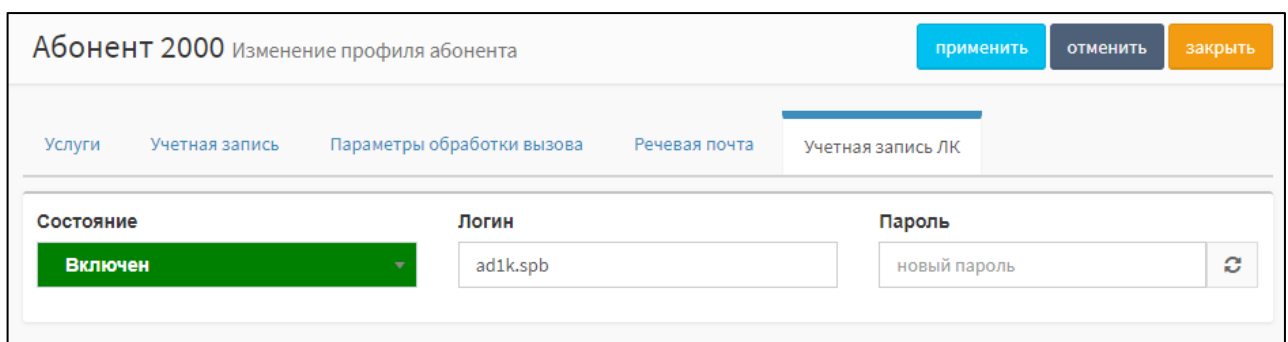 Абонент 2000 Изменение профиля абонента применить отменить закрыть
Услуги Учетная запись Параметры обработки вызова Речевая почта Учетная запись ЛК
Состояние Логин Пароль
Включен ad1k.spb новый пароль